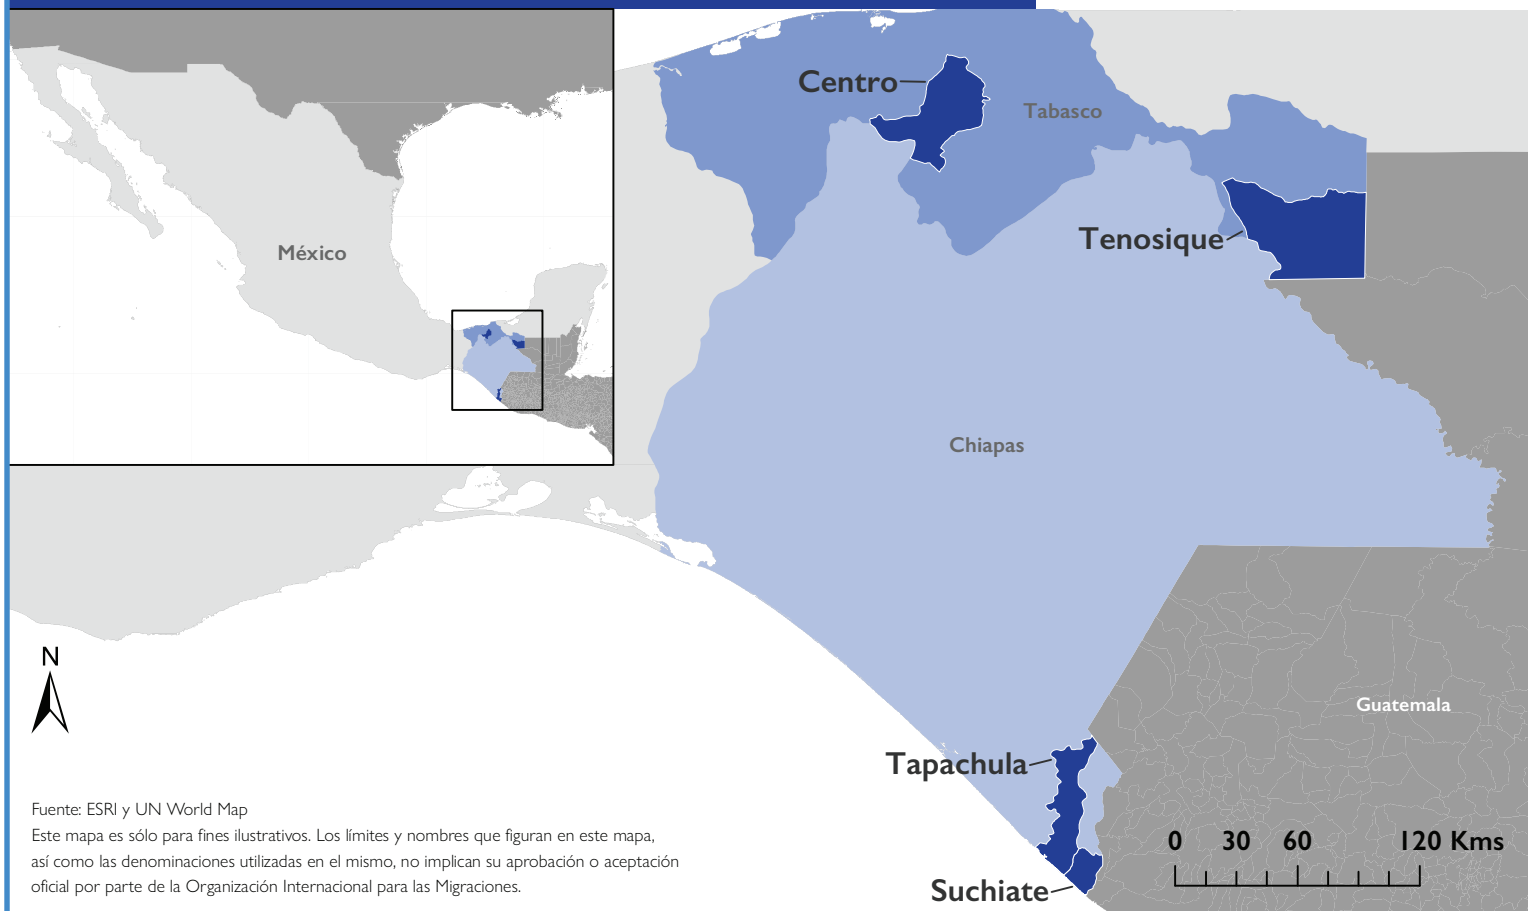 México
Centro
Tabasco
Tenosique
Chiapas
N
Guatemala
Tapachula
Suchiate
0 30 60 120 Kms
Fuente: ESRI y UN World Map
Este mapa es sólo para fines ilustrativos. Los límites y nombres que figuran en este mapa,
así como las denominaciones utilizadas en el mismo, no implican su aprobación o aceptación
oficial por parte de la Organización Internacional para las Migraciones.